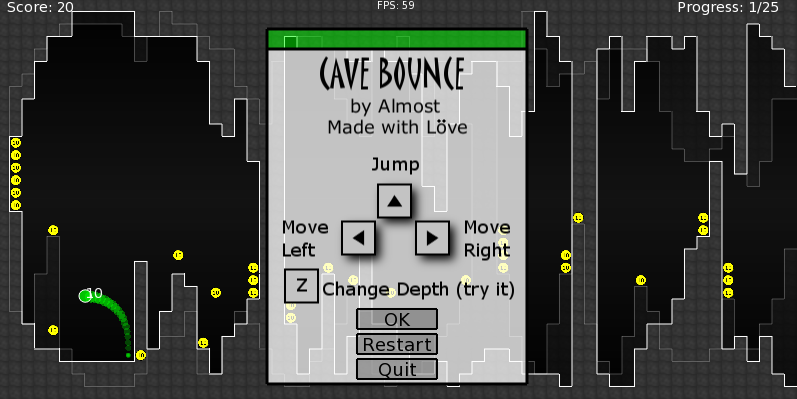 Score: 20
FPS: 59
Progress: 1/25
CAVE BOUNCE
by Almost
Made with Löve
Jump
Move Left
Move Right
Z Change Depth (try it)
OK
Restart
Quit
10